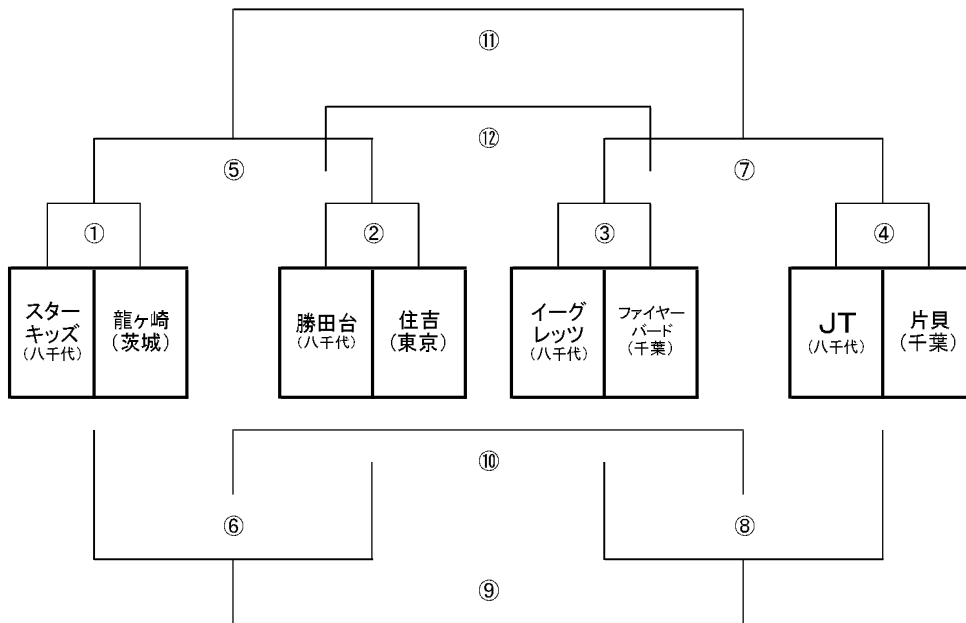 ⑪
⑫
⑤
⑦
①
②
③
④
スター
キッズ
(八千代)
龍ヶ崎
(茨城)
勝田台
(八千代)
住吉
(東京)
イーグ
レッツ
(八千代)
ファイヤー
バード
(千葉)
JT
(八千代)
片貝
(千葉)
⑩
⑥
⑧
⑨